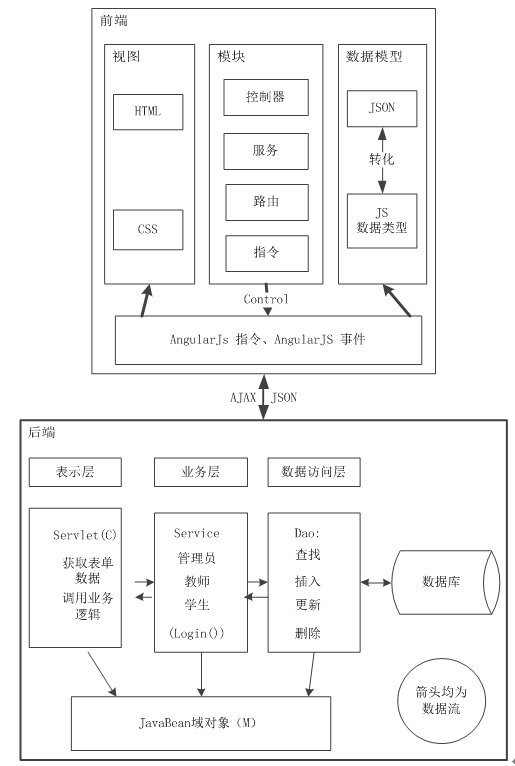 前端
视图
模块
数据模型
HTML
CSS
控制器
服务
路由
指令
JSON
转化
JS
数据类型
Control
AngularJs 指令、AngularJS 事件
AJAX JSON
后端
表示层
业务层
数据访问层
Servlet(C)
获取表单
数据
调用业务
逻辑
Service
管理员
教师
学生
(Login())
Dao:
查找
插入
更新
删除
数据库
箭头均为
数据流
JavaBean域对象（M）